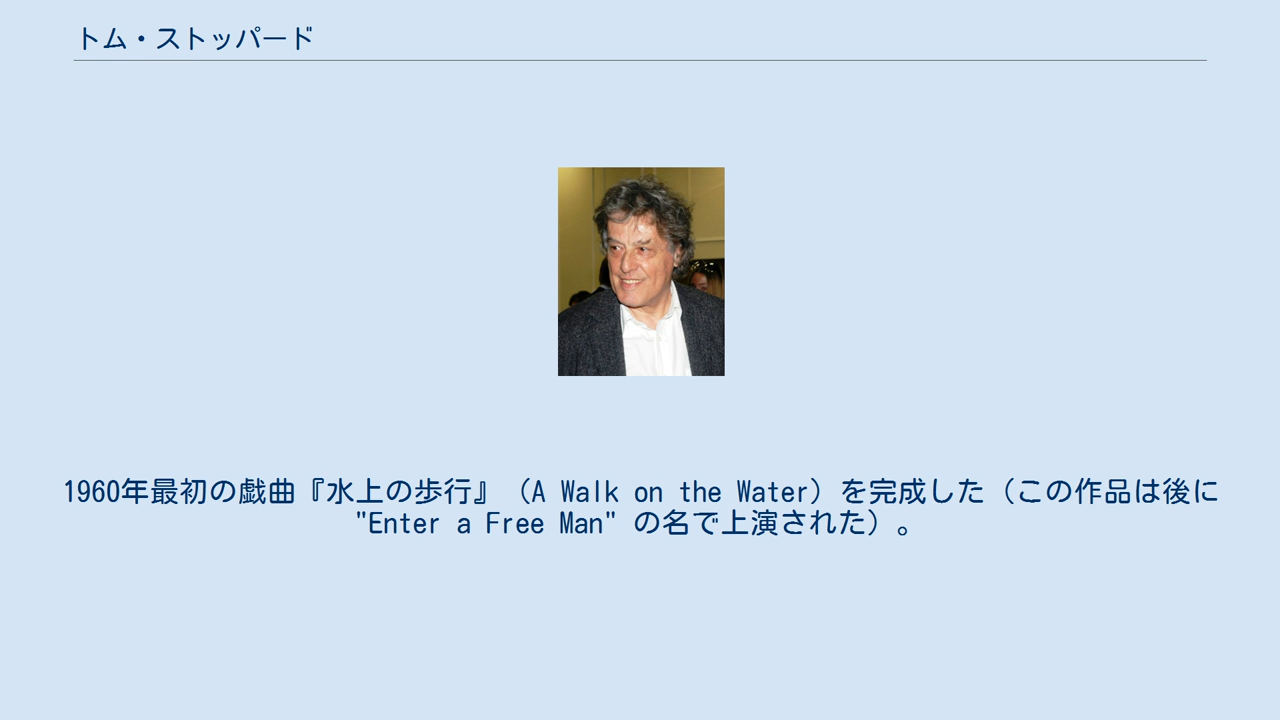 トム・ストッパード
1960年最初の戯曲『水上の歩行』（A Walk on the Water）を完成した（この作品は後に
"Enter a Free Man" の名で上演された）。